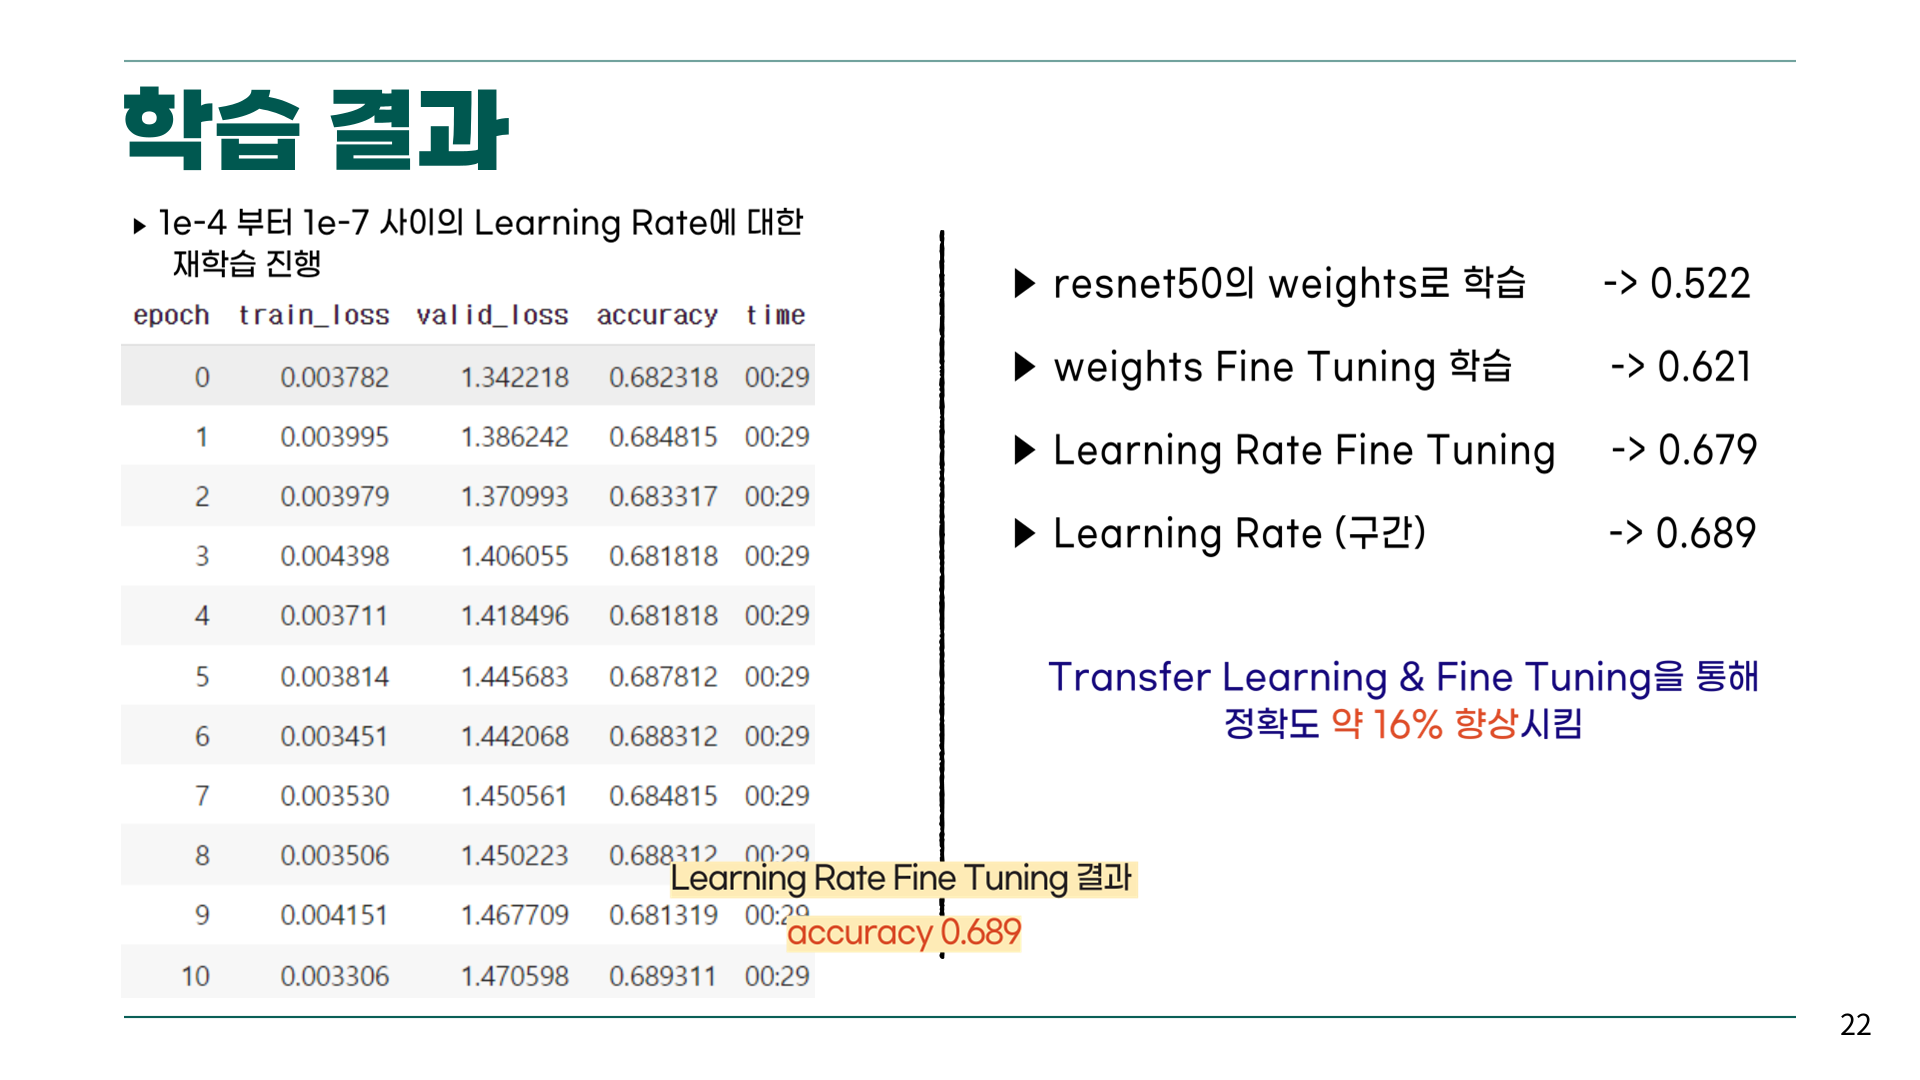 학습 결과
▶ 1e-4 부터 1e-7 사이의 Learning Rate에 대한
재학습 진행
epoch train_loss valid_loss accuracy time
0 0.003782 1.342218 0.682318 00:29
1 0.003995 1.386242 0.684815 00:29
2 0.003979 1.370993 0.683317 00:29
3 0.004398 1.406055 0.681818 00:29
4 0.003711 1.418496 0.681818 00:29
5 0.003814 1.445683 0.687812 00:29
6 0.003451 1.442068 0.688312 00:29
7 0.003530 1.450561 0.684815 00:29
8 0.003506 1.450223 0.688312 00:29
9 0.004151 1.467709 0.681319 00:29
10 0.003306 1.470598 0.689311 00:29
Learning Rate Fine Tuning 결과
accuracy 0.689
▶ resnet50의 weights로 학습 -> 0.522
▶ weights Fine Tuning 학습 -> 0.621
▶ Learning Rate Fine Tuning -> 0.679
▶ Learning Rate (구간) -> 0.689
Transfer Learning & Fine Tuning을 통해
정확도 약 16% 향상시킴
22